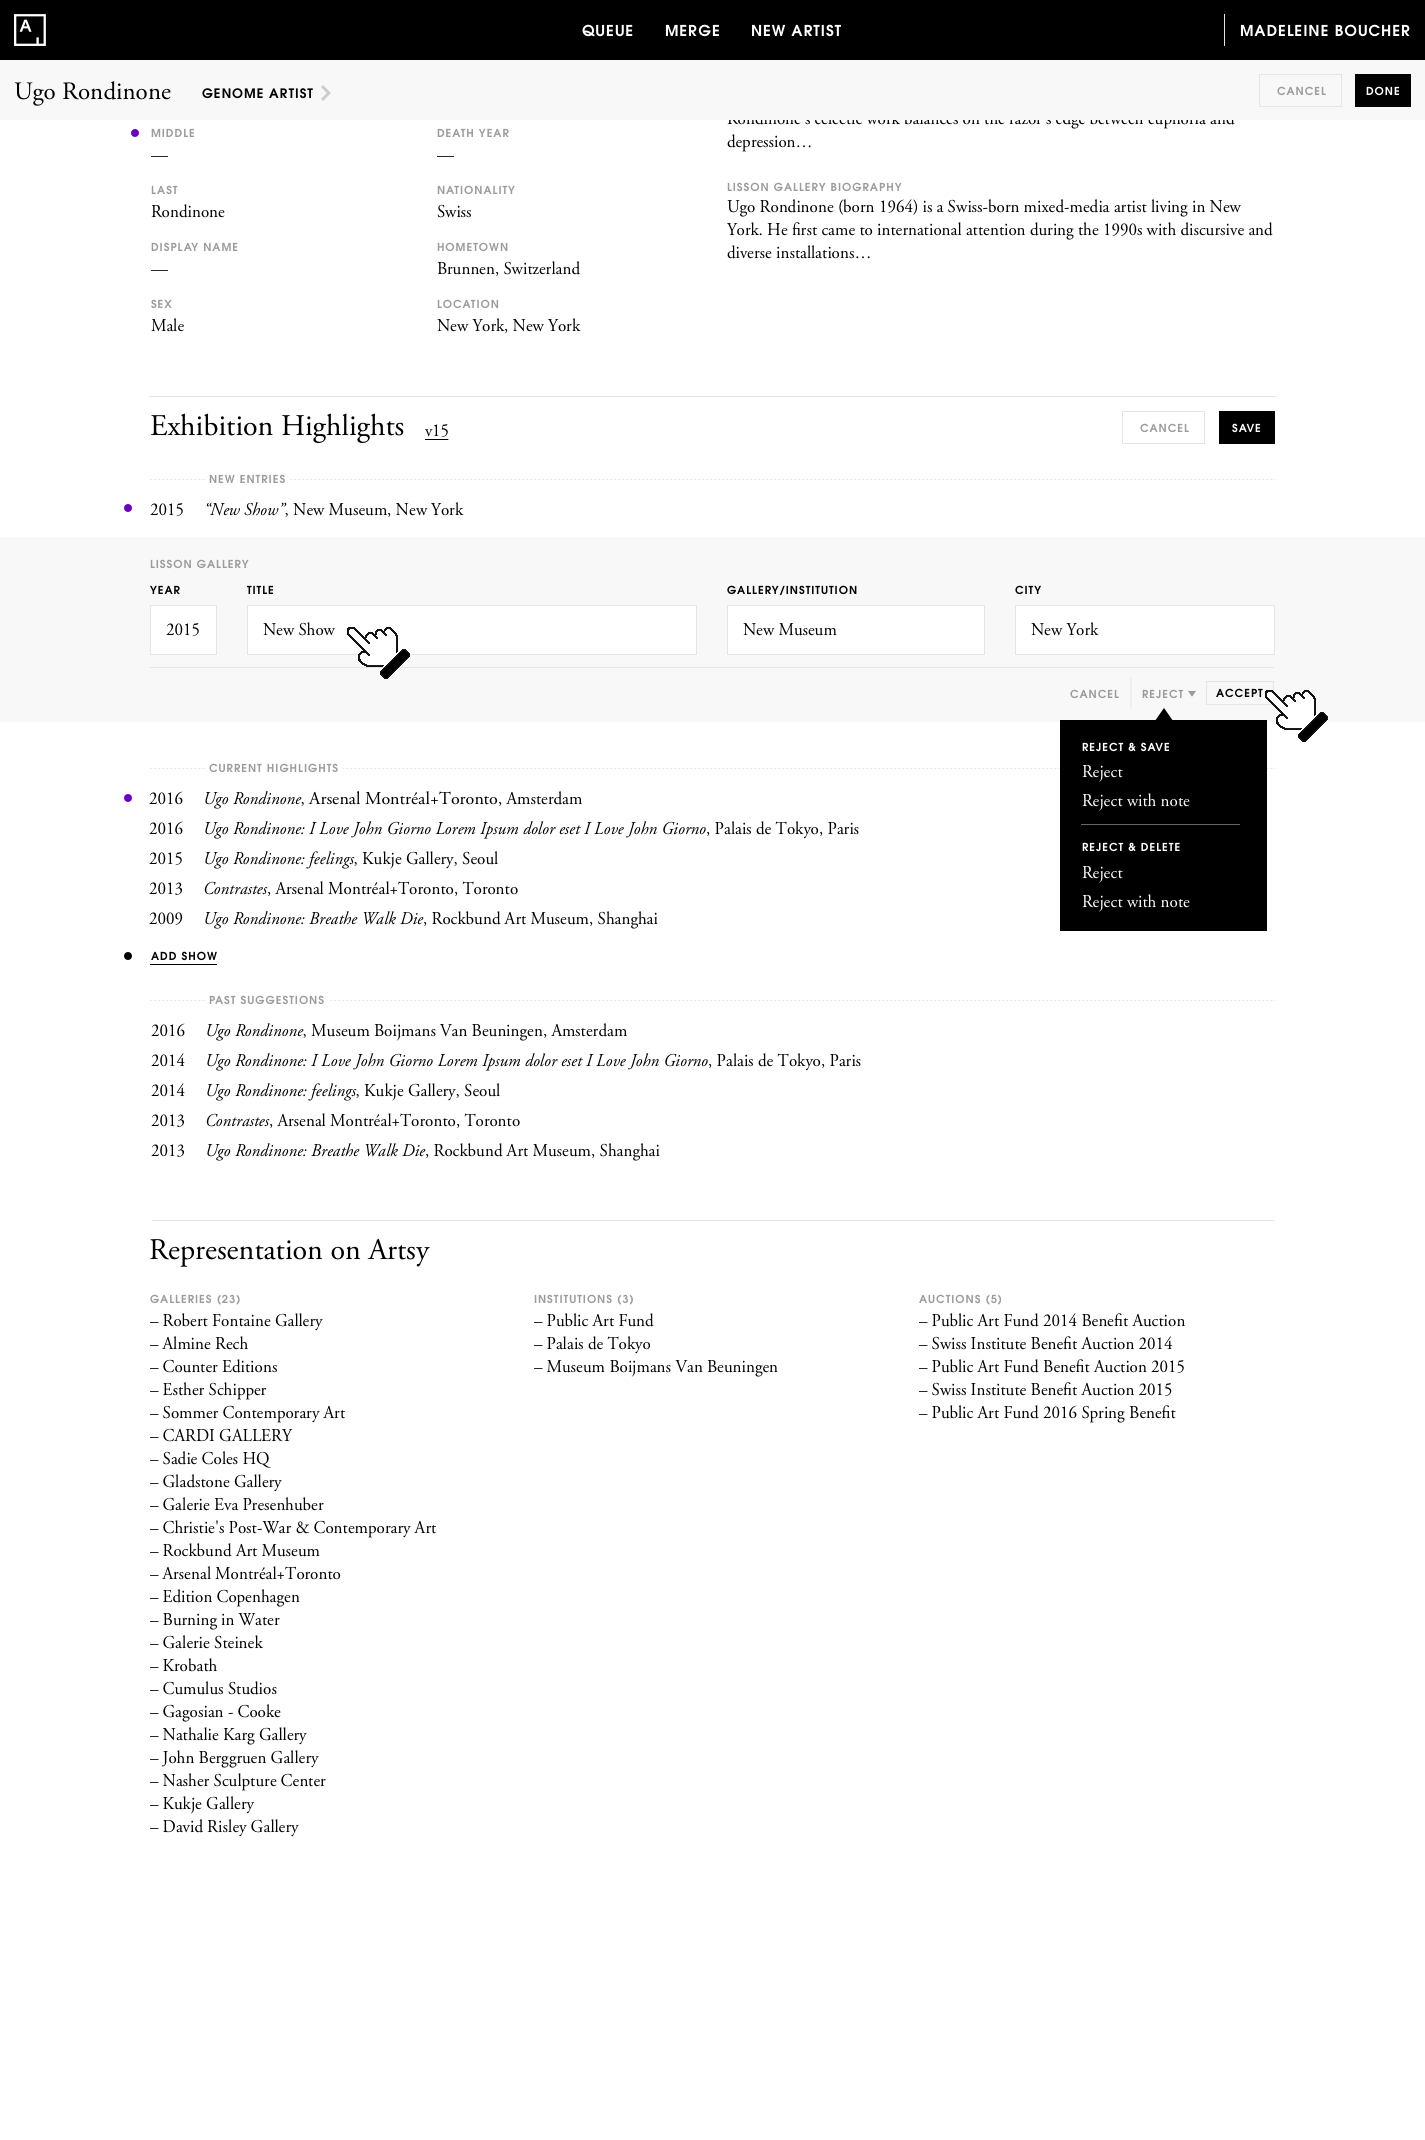 A
QUEUE MERGE NEW ARTIST
MADELEINE BOUCHER
Ugo Rondinone
GENOME ARTIST
CANCEL
DONE
MIDDLE
—
LAST
Rondinone
DISPLAY NAME
—
SEX
Male
DEATH YEAR
—
NATIONALITY
Swiss
HOMETOWN
Brunnen, Switzerland
LOCATION
New York, New York
Rondinone's eclectic work balances on the razor's edge between euphoria and
depression…
LISSON GALLERY BIOGRAPHY
Ugo Rondinone (born 1964) is a Swiss-born mixed-media artist living in New
York. He first came to international attention during the 1990s with discursive and
diverse installations…
Exhibition Highlights v15
CANCEL
SAVE
NEW ENTRIES
2015 “New Show”, New Museum, New York
LISSON GALLERY
YEAR TITLE GALLERY/INSTITUTION CITY
2015 New Show New Museum New York
CANCEL REJECT ACCEPT
REJECT & SAVE
Reject
Reject with note
REJECT & DELETE
Reject
Reject with note
CURRENT HIGHLIGHTS
2016 Ugo Rondinone, Arsenal Montréal+Toronto, Amsterdam
2016 Ugo Rondinone: I Love John Giorno Lorem Ipsum dolor eset I Love John Giorno, Palais de Tokyo, Paris
2015 Ugo Rondinone: feelings, Kukje Gallery, Seoul
2013 Contrastes, Arsenal Montréal+Toronto, Toronto
2009 Ugo Rondinone: Breathe Walk Die, Rockbund Art Museum, Shanghai
ADD SHOW
PAST SUGGESTIONS
2016 Ugo Rondinone, Museum Boijmans Van Beuningen, Amsterdam
2014 Ugo Rondinone: I Love John Giorno Lorem Ipsum dolor eset I Love John Giorno, Palais de Tokyo, Paris
2014 Ugo Rondinone: feelings, Kukje Gallery, Seoul
2013 Contrastes, Arsenal Montréal+Toronto, Toronto
2013 Ugo Rondinone: Breathe Walk Die, Rockbund Art Museum, Shanghai
Representation on Artsy
GALLERIES (23)
– Robert Fontaine Gallery
– Almine Rech
– Counter Editions
– Esther Schipper
– Sommer Contemporary Art
– CARDI GALLERY
– Sadie Coles HQ
– Gladstone Gallery
– Galerie Eva Presenhuber
– Christie's Post-War & Contemporary Art
– Rockbund Art Museum
– Arsenal Montréal+Toronto
– Edition Copenhagen
– Burning in Water
– Galerie Steinek
– Krobath
– Cumulus Studios
– Gagosian - Cooke
– Nathalie Karg Gallery
– John Berggruen Gallery
– Nasher Sculpture Center
– Kukje Gallery
– David Risley Gallery
INSTITUTIONS (3)
– Public Art Fund
– Palais de Tokyo
– Museum Boijmans Van Beuningen
AUCTIONS (5)
– Public Art Fund 2014 Benefit Auction
– Swiss Institute Benefit Auction 2014
– Public Art Fund Benefit Auction 2015
– Swiss Institute Benefit Auction 2015
– Public Art Fund 2016 Spring Benefit